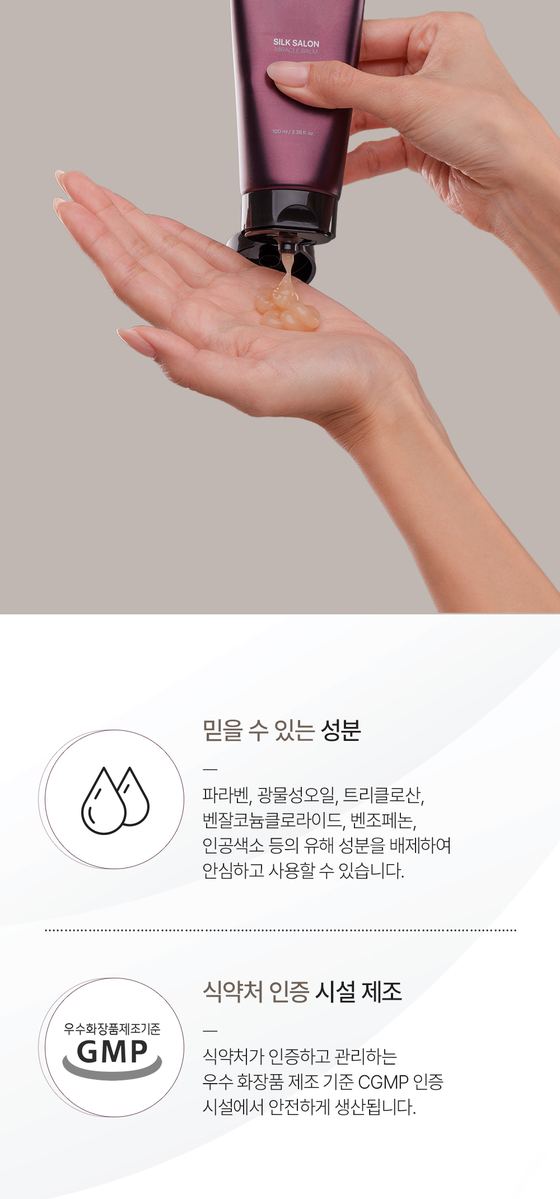 SILK SALON
MIRACLE BALM
100 ml / 3.38 fl. oz.
믿을 수 있는 성분
파라벤, 광물성오일, 트리클로산,
벤잘코늄클로라이드, 벤조페논,
인공색소 등의 유해 성분을 배제하여
안심하고 사용할 수 있습니다.
우수화장품제조기준
GMP
식약처 인증 시설 제조
식약처가 인증하고 관리하는
우수 화장품 제조 기준 CGMP 인증
시설에서 안전하게 생산됩니다.